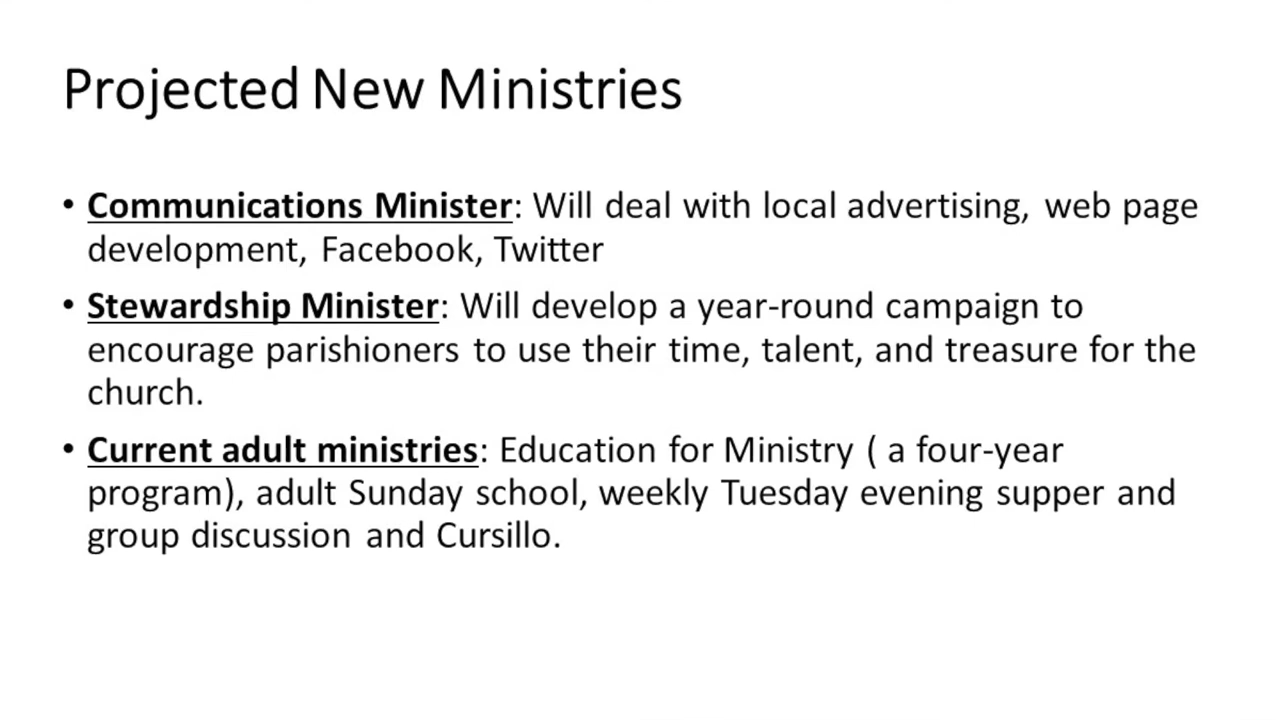 Projected New Ministries
• Communications Minister: Will deal with local advertising, web page
development, Facebook, Twitter
• Stewardship Minister: Will develop a year-round campaign to
encourage parishioners to use their time, talent, and treasure for the
church.
• Current adult ministries: Education for Ministry ( a four-year
program), adult Sunday school, weekly Tuesday evening supper and
group discussion and Cursillo.